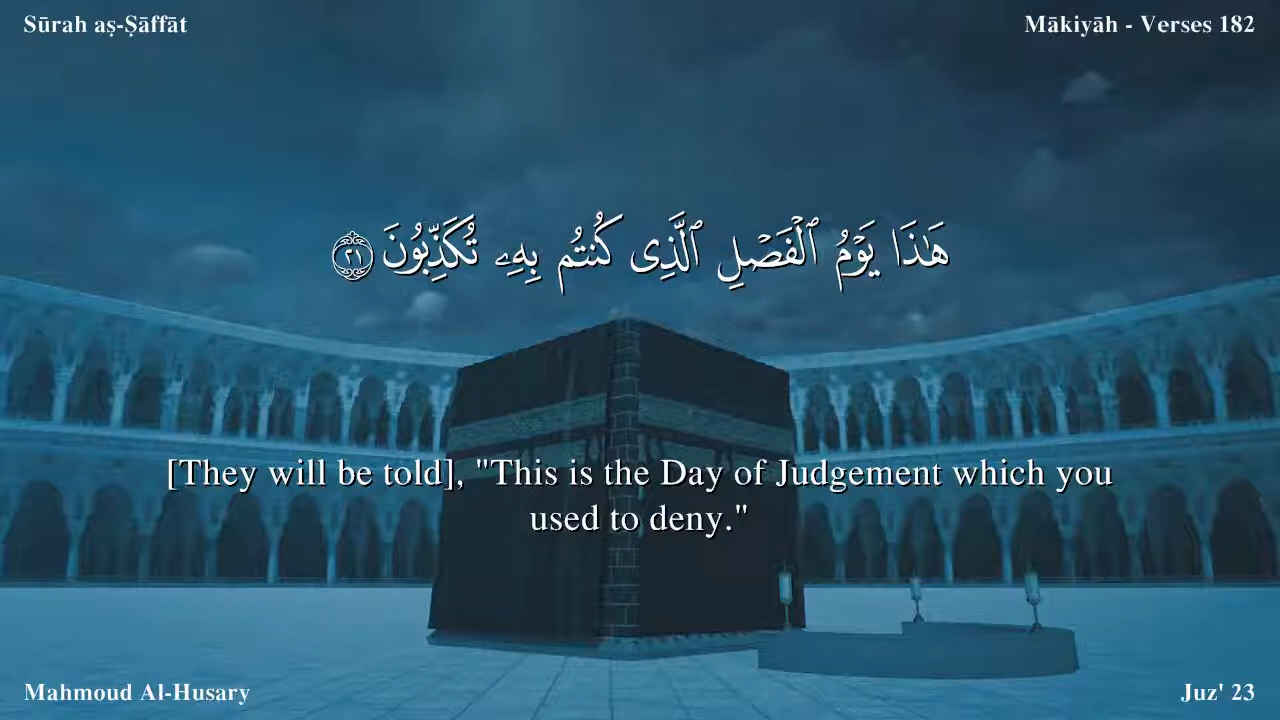 Sūrah aṣ-Ṣāffāt
Mākiyāh - Verses 182
هَٰذَا يَوْمُ ٱلْفَصْلِ ٱلَّذِى كُنتُم بِهِۦ تُكَذِّبُونَ ٢١
[They will be told], "This is the Day of Judgement which you
used to deny."
Mahmoud Al-Husary
Juz' 23